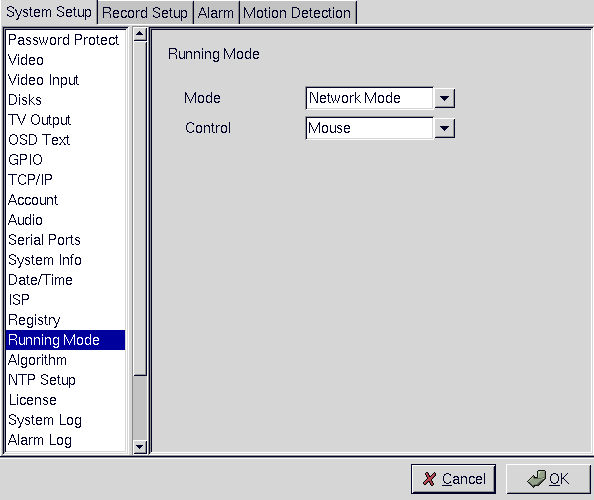 System Setup Record Setup Alarm Motion Detection
Password Protect
Video
Video Input
Disks
TV Output
OSD Text
GPIO
TCP/IP
Account
Audio
Serial Ports
System Info
Date/Time
ISP
Registry
Running Mode
Algorithm
NTP Setup
License
System Log
Alarm Log
Running Mode
Mode Network Mode
Control Mouse
Cancel OK